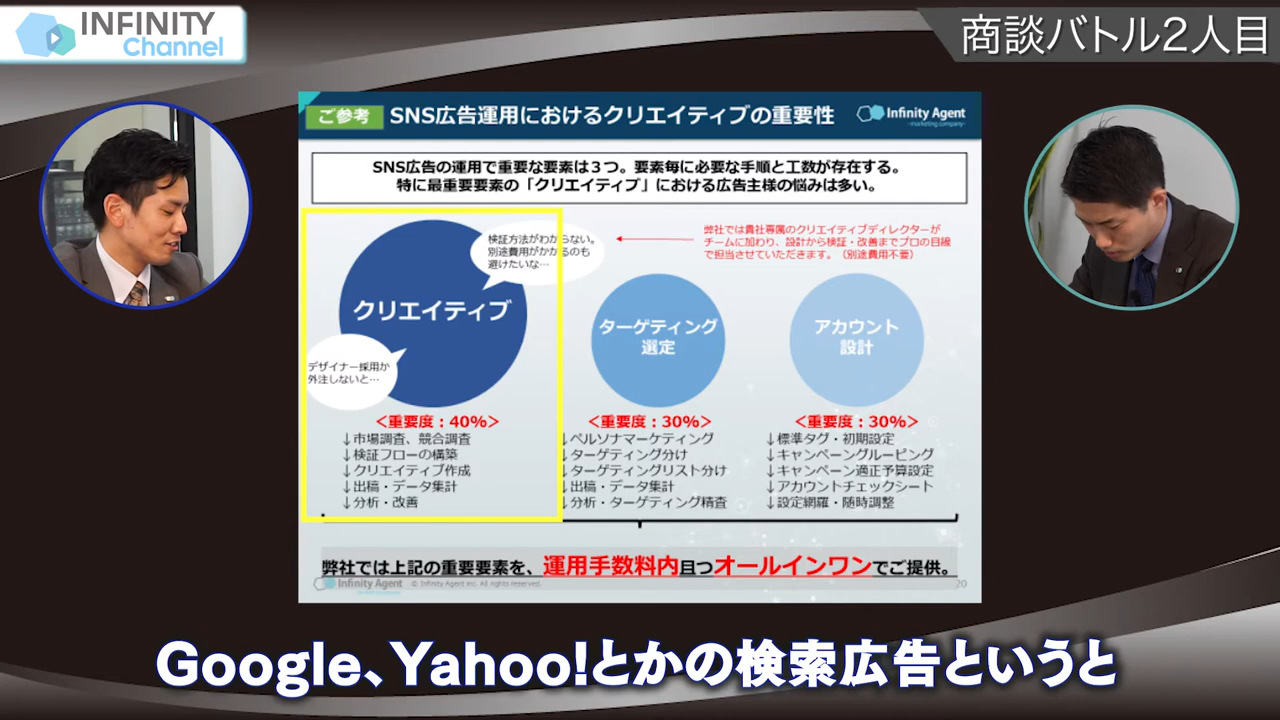 INFINITY
Channel
商談バトル2人目
ご参考
SNS広告運用におけるクリエイティブの重要性
Infinity Agent
-marketing company-
SNS広告の運用で重要な要素は３つ。要素毎に必要な手順と工数が存在する。
特に最重要要素の「クリエイティブ」における広告主様の悩みは多い。
検証方法がわからない。
別途費用がかかるのも
避けたいな…
弊社では貴社専属のクリエイティブディレクターが
チームに加わり、設計から検証・改善までプロの目線
で担当させていただきます。（別途費用不要）
クリエイティブ
デザイナー採用か
外注しないと…
ターゲティング
選定
アカウント
設計
＜重要度：40%＞
↓市場調査、競合調査
↓検証フローの構築
↓クリエイティブ作成
↓出稿・データ集計
↓分析・改善
＜重要度：30%＞
↓ペルソナマーケティング
↓ターゲティング分け
↓ターゲティングリスト分け
↓出稿・データ集計
↓分析・ターゲティング精査
＜重要度：30%＞
↓標準タグ・初期設定
↓キャンペーングルーピング
↓キャンペーン適正予算設定
↓アカウントチェックシート
↓設定網羅・随時調整
弊社では上記の重要要素を、運用手数料内且つオールインワンでご提供。
Infinity Agent
© Infinity Agent Inc. All rights reserved.
20
Google、Yahoo!とかの検索広告というと